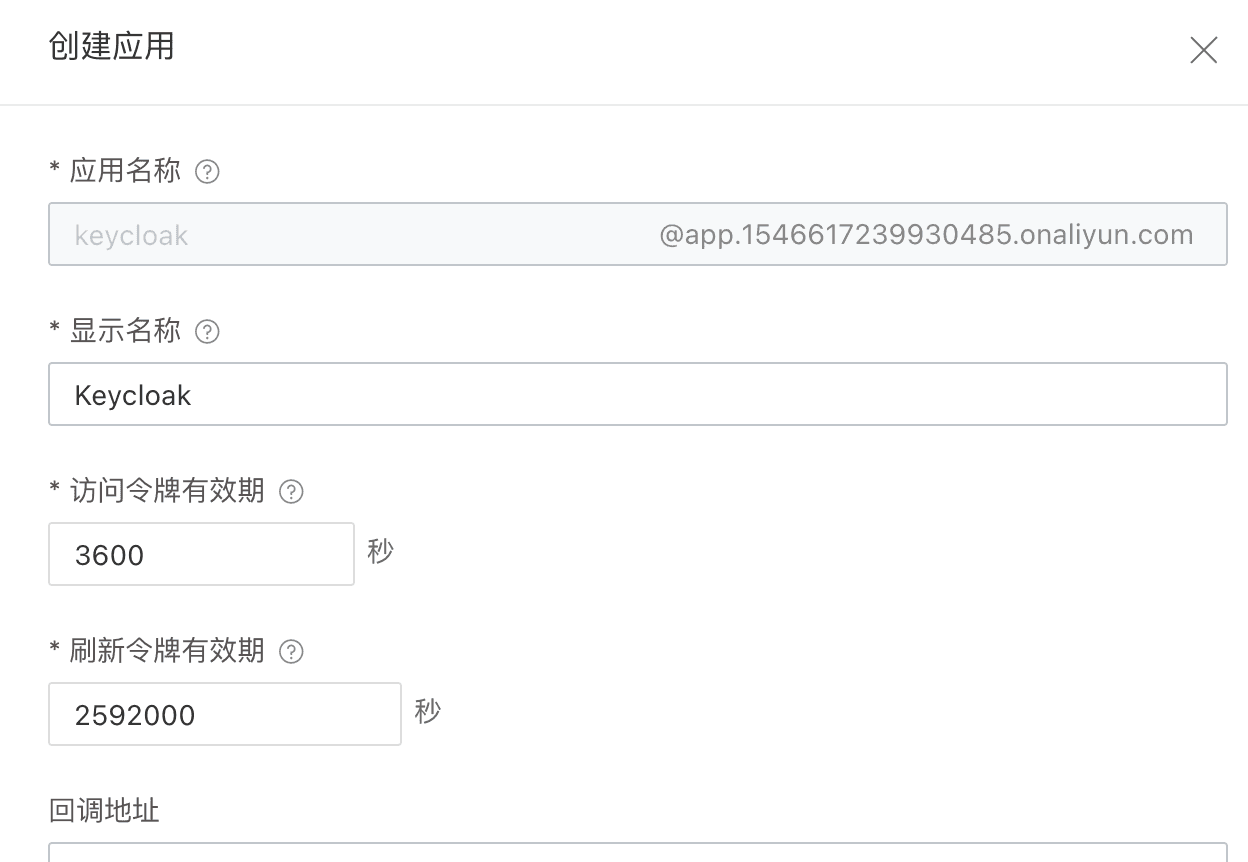 创建应用
* 应用名称
keycloak @app.1546617239930485.onaliyun.com
* 显示名称
Keycloak
* 访问令牌有效期
3600 秒
* 刷新令牌有效期
2592000 秒
回调地址